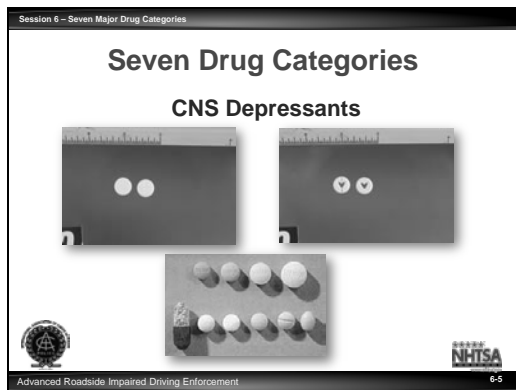 Session 6 – Seven Major Drug Categories
Seven Drug Categories
CNS Depressants
NHTSA
Advanced Roadside Impaired Driving Enforcement
6-5